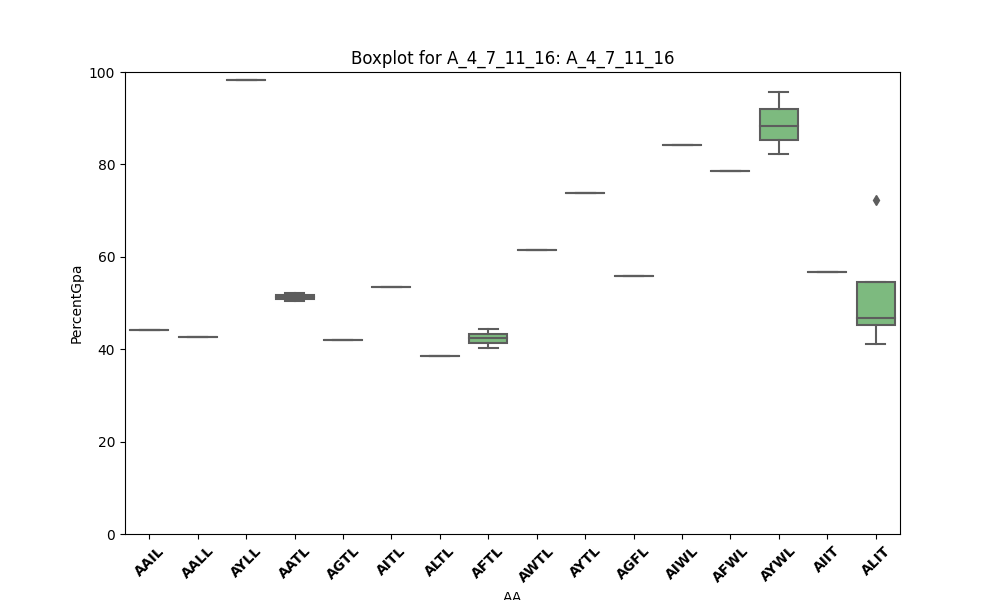 Boxplot for A_4_7_11_16: A_4_7_11_16
100
80
60
40
20
0
PercentGpa
AAIL AALL AYLL AATL AGTL AITL ALTL AFTL AWTL AYTL AGFL AIWL AFWL AYWL AIIT ALIT
AA